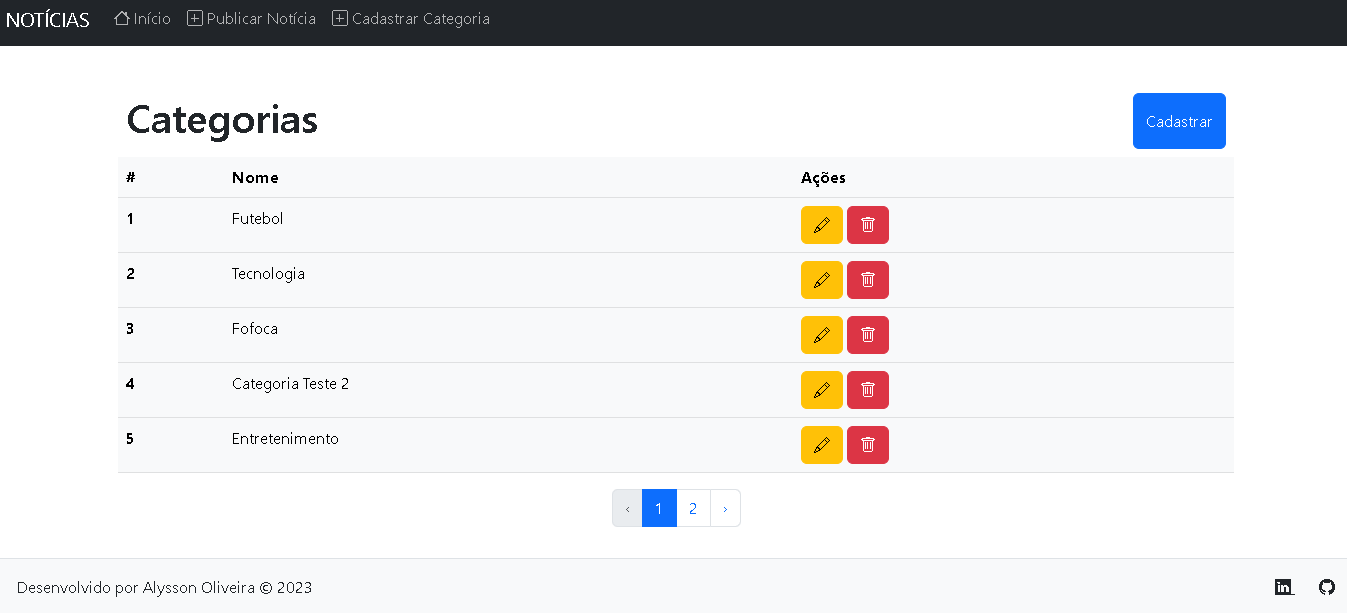 NOTÍCIAS Início Publicar Notícia Cadastrar Categoria
Categorias Cadastrar
# Nome Ações
1 Futebol
2 Tecnologia
3 Fofoca
4 Categoria Teste 2
5 Entretenimento
‹ 1 2 ›
Desenvolvido por Alysson Oliveira © 2023 in